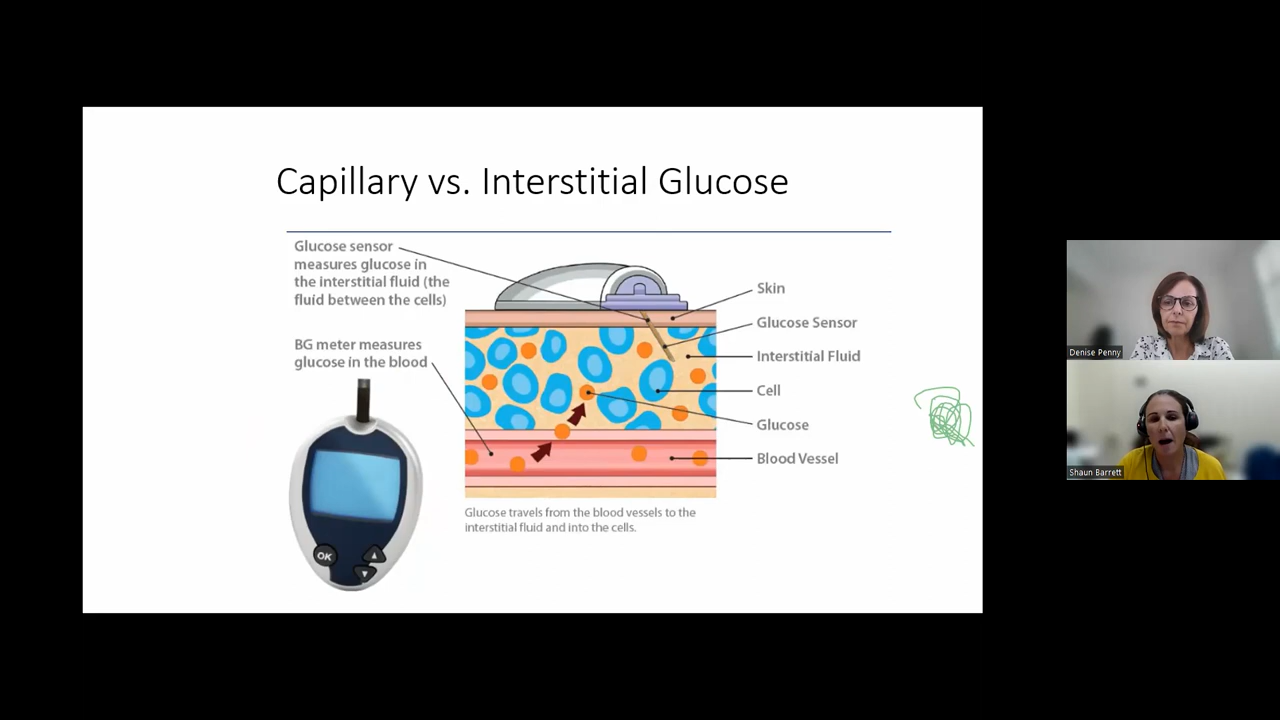 Capillary vs. Interstitial Glucose
Glucose sensor
measures glucose in
the interstitial fluid (the
fluid between the cells)
BG meter measures
glucose in the blood
OK
Skin
Glucose Sensor
Interstitial Fluid
Cell
Glucose
Blood Vessel
Glucose travels from the blood vessels to the
interstitial fluid and into the cells.
Denise Penny
Shaun Barrett